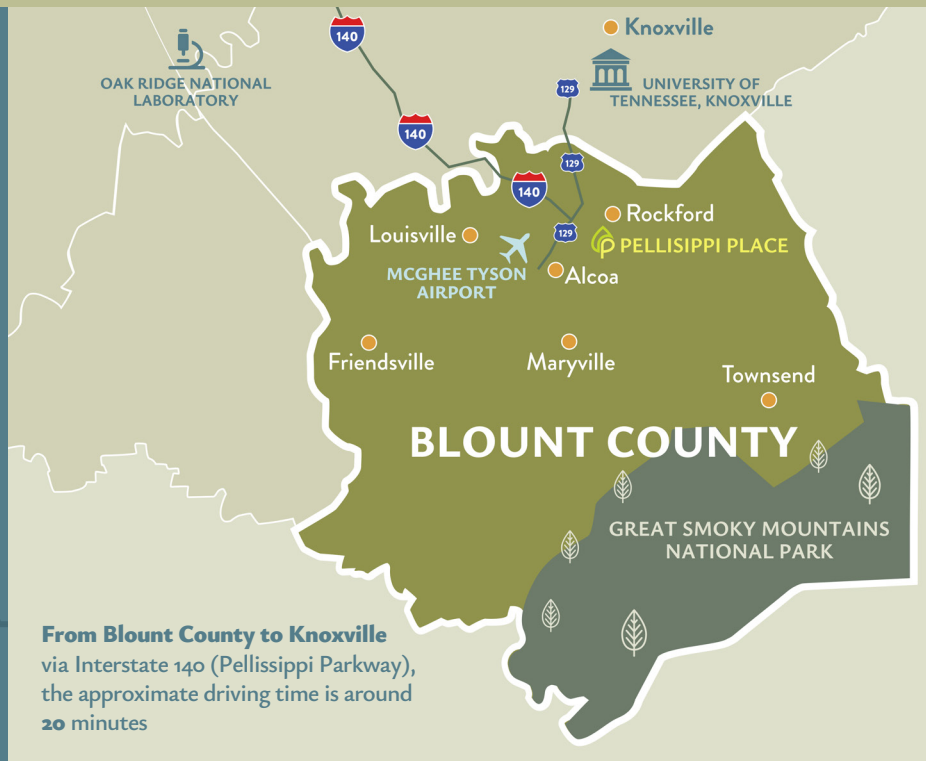 140
Knoxville
OAK RIDGE NATIONAL
LABORATORY
UNIVERSITY OF
TENNESSEE, KNOXVILLE
129
140
129
140
Rockford
Louisville
129
PELLISIPPI PLACE
MCGHEE TYSON
AIRPORT
Alcoa
Friendsville
Maryville
Townsend
BLOUNT COUNTY
GREAT SMOKY MOUNTAINS
NATIONAL PARK
From Blount County to Knoxville
via Interstate 140 (Pellissippi Parkway),
the approximate driving time is around
20 minutes